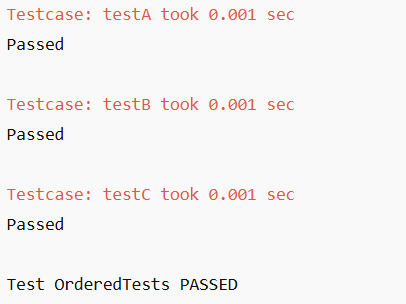 Testcase: testA took 0.001 sec
Passed
Testcase: testB took 0.001 sec
Passed
Testcase: testC took 0.001 sec
Passed
Test OrderedTests PASSED